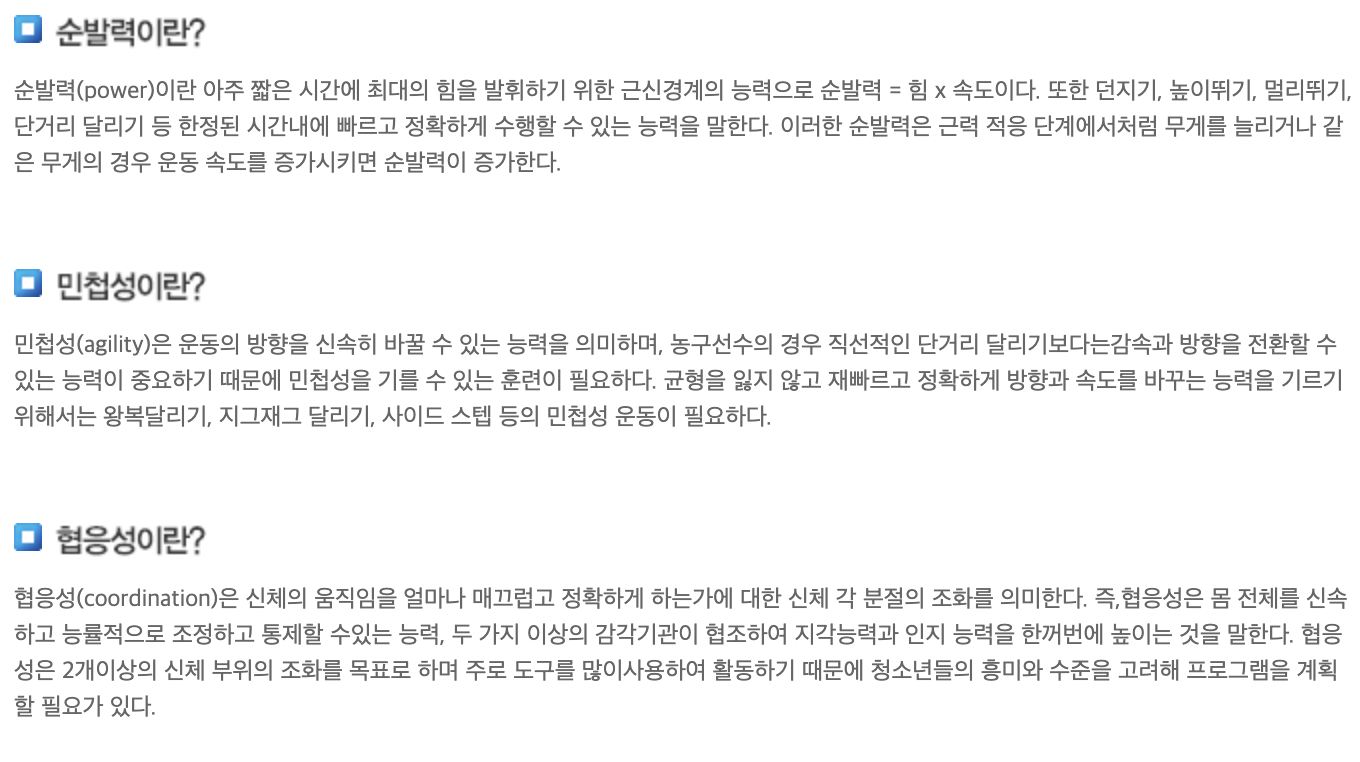 순발력이란?
순발력(power)이란 아주 짧은 시간에 최대의 힘을 발휘하기 위한 근신경계의 능력으로 순발력 = 힘 x 속도이다. 또한 던지기, 높이뛰기, 멀리뛰기,
단거리 달리기 등 한정된 시간내에 빠르고 정확하게 수행할 수 있는 능력을 말한다. 이러한 순발력은 근력 적응 단계에서처럼 무게를 늘리거나 같
은 무게의 경우 운동 속도를 증가시키면 순발력이 증가한다.
민첩성이란?
민첩성(agility)은 운동의 방향을 신속히 바꿀 수 있는 능력을 의미하며, 농구선수의 경우 직선적인 단거리 달리기보다는감속과 방향을 전환할 수
있는 능력이 중요하기 때문에 민첩성을 기를 수 있는 훈련이 필요하다. 균형을 잃지 않고 재빠르고 정확하게 방향과 속도를 바꾸는 능력을 기르기
위해서는 왕복달리기, 지그재그 달리기, 사이드 스텝 등의 민첩성 운동이 필요하다.
협응성이란?
협응성(coordination)은 신체의 움직임을 얼마나 매끄럽고 정확하게 하는가에 대한 신체 각 분절의 조화를 의미한다. 즉,협응성은 몸 전체를 신속
하고 능률적으로 조정하고 통제할 수있는 능력, 두 가지 이상의 감각기관이 협조하여 지각능력과 인지 능력을 한꺼번에 높이는 것을 말한다. 협응
성은 2개이상의 신체 부위의 조화를 목표로 하며 주로 도구를 많이사용하여 활동하기 때문에 청소년들의 흥미와 수준을 고려해 프로그램을 계획
할 필요가 있다.